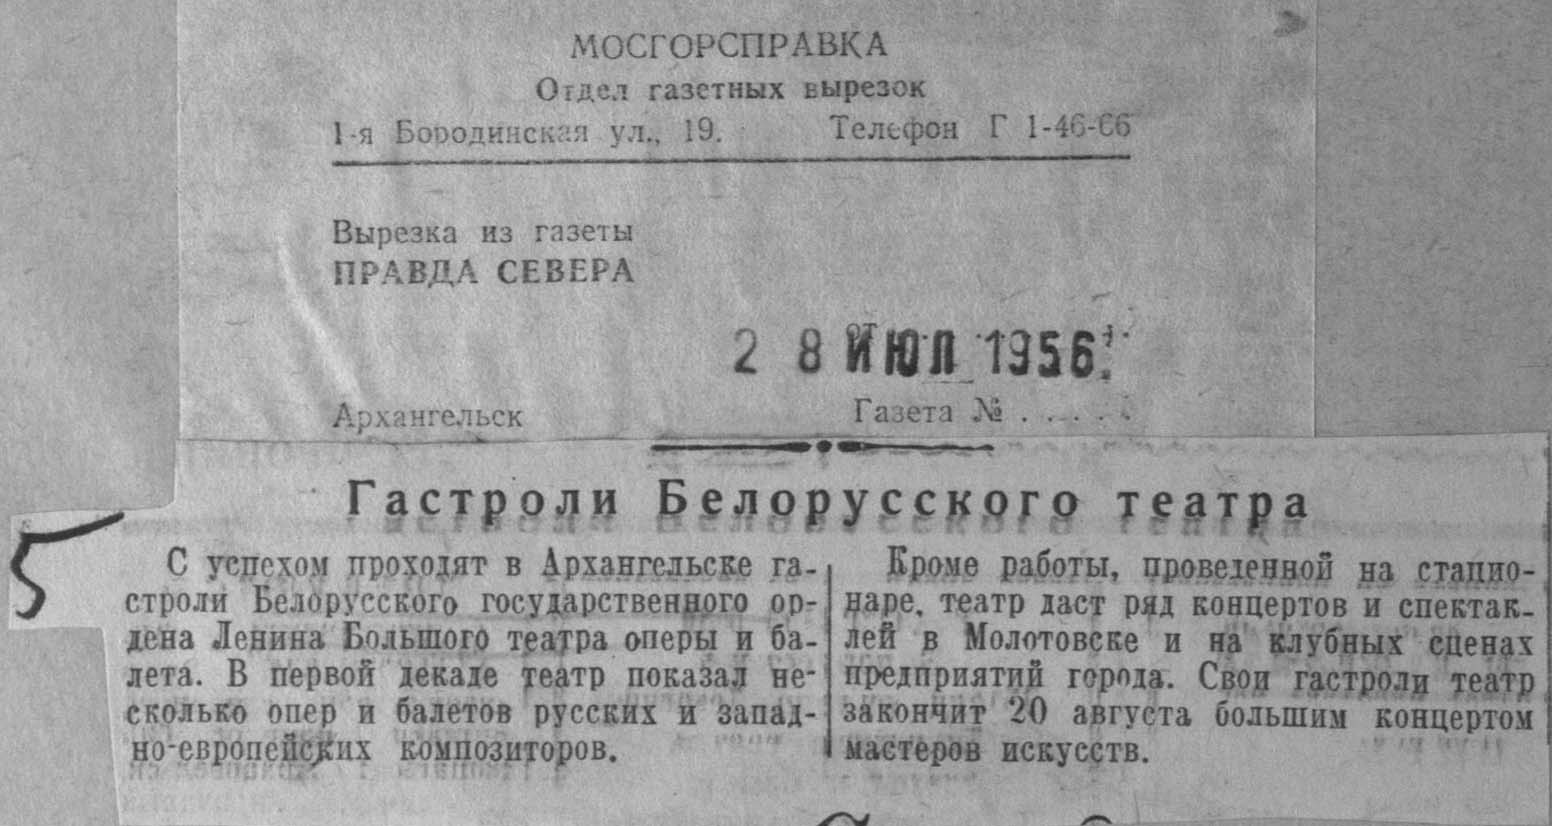 МОСГОРСПРАВКА
Отдел газетных вырезок
1-я Бородинская ул., 19. Телефон Г 1-46-66
Вырезка из газеты
ПРАВДА СЕВЕРА
от
2 8 ИЮЛ 1956
Архангельск Газета № . . . . .
Гастроли Белорусского театра
5
С успехом проходят в Архангельске га-
строли Белорусского государственного ор-
дена Ленина Большого театра оперы и ба-
лета. В первой декаде театр показал не-
сколько опер и балетов русских и запад-
но-европейских композиторов.
Кроме работы, проведенной на стацио-
наре, театр даст ряд концертов и спектак-
лей в Молотовске и на клубных сценах
предприятий города. Свои гастроли театр
закончит 20 августа большим концертом
мастеров искусств.